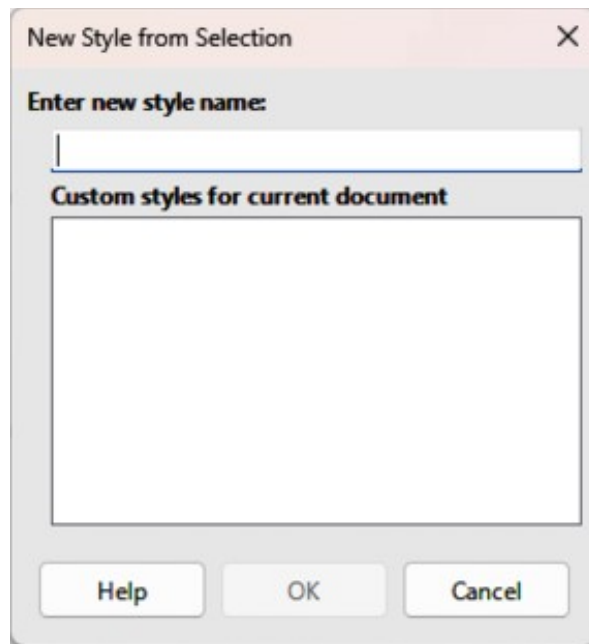 New Style from Selection
Enter new style name:
Custom styles for current document
Help OK Cancel